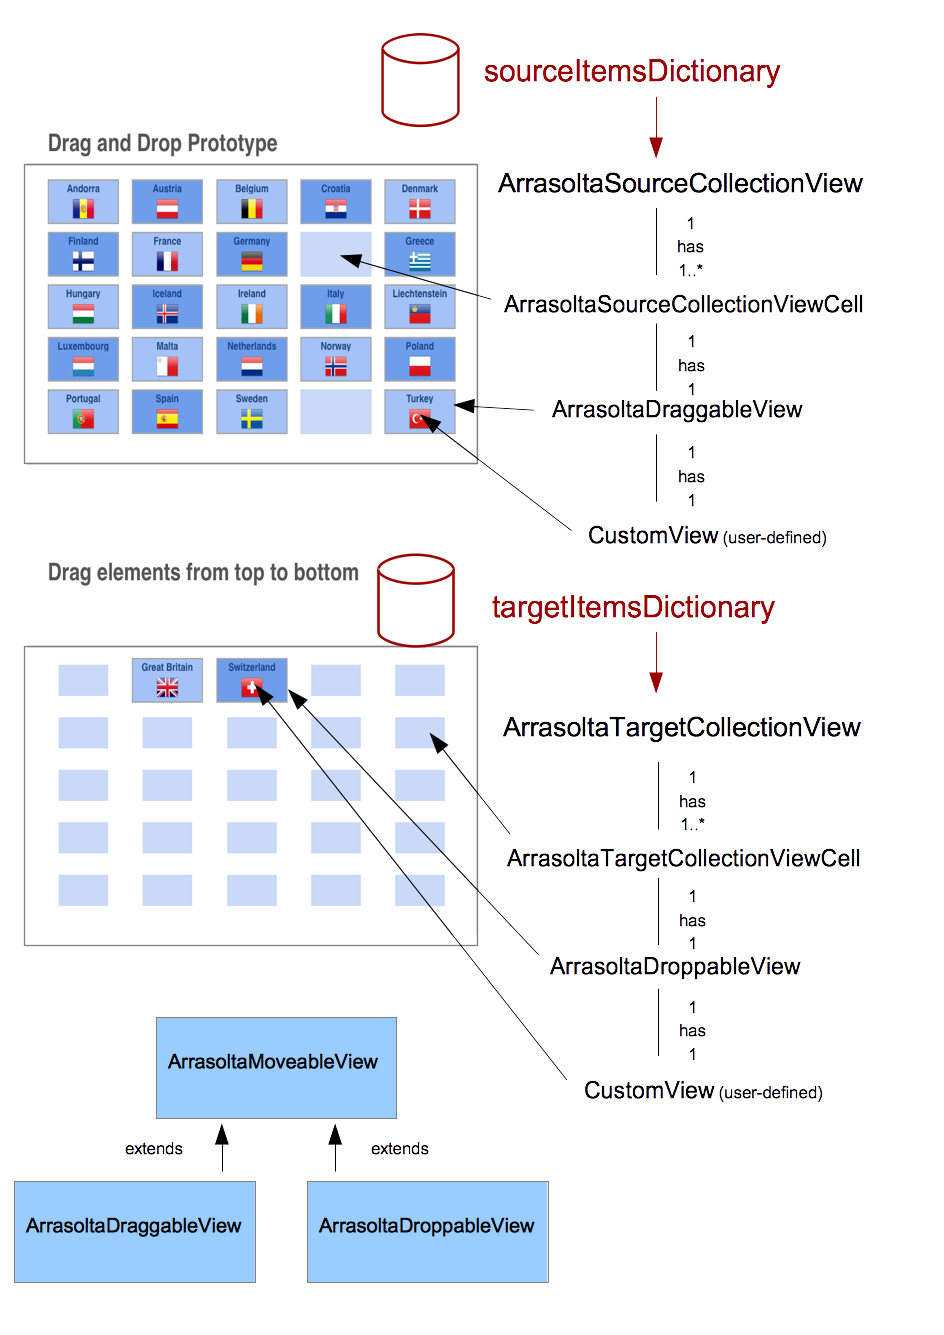 sourceItemsDictionary
Drag and Drop Prototype
Andorra Austria Belgium Croatia Denmark
Finland France Germany Greece
Hungary Iceland Ireland Italy Liechtenstein
Luxembourg Malta Netherlands Norway Poland
Portugal Spain Sweden Turkey
ArrasoltaSourceCollectionView
1
has
1..*
ArrasoltaSourceCollectionViewCell
1
has
1
ArrasoltaDraggableView
1
has
1
CustomView (user-defined)
Drag elements from top to bottom
targetItemsDictionary
Great Britain Switzerland
ArrasoltaTargetCollectionView
1
has
1..*
ArrasoltaTargetCollectionViewCell
1
has
1
ArrasoltaDroppableView
1
has
1
CustomView (user-defined)
ArrasoltaMoveableView
extends extends
ArrasoltaDraggableView ArrasoltaDroppableView